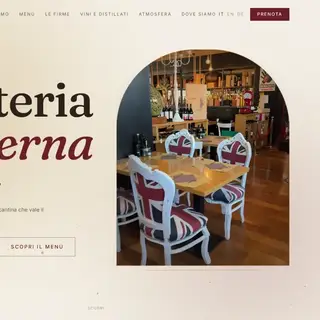 MO MENU LE FIRME VINI E DISTILLATI ATMOSFERA DOVE SIAMO IT EN DE PRENOTA
teria
erna
cantina che vale il
SCOPRI IL MENÙ